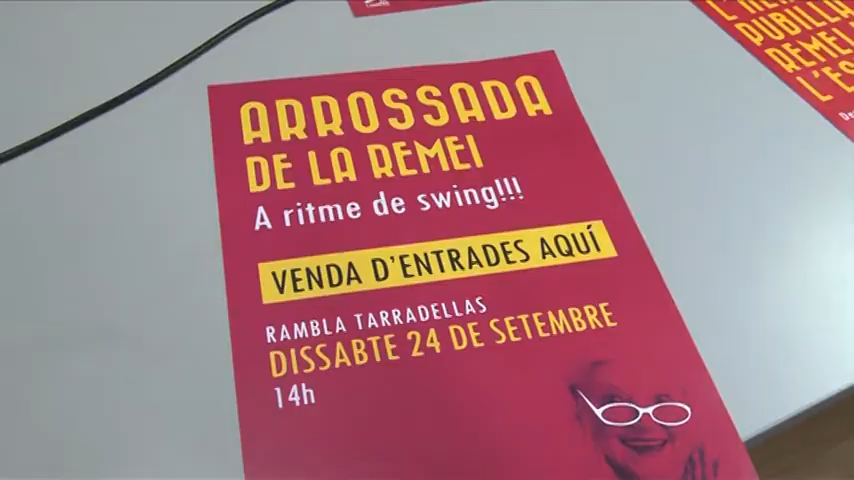 ARROSSADA
DE LA REMEI
A ritme de swing!!!
VENDA D'ENTRADES AQUÍ
RAMBLA TARRADELLAS
DISSABTE 24 DE SETEMBRE
14h
PUBILLA
REMEI